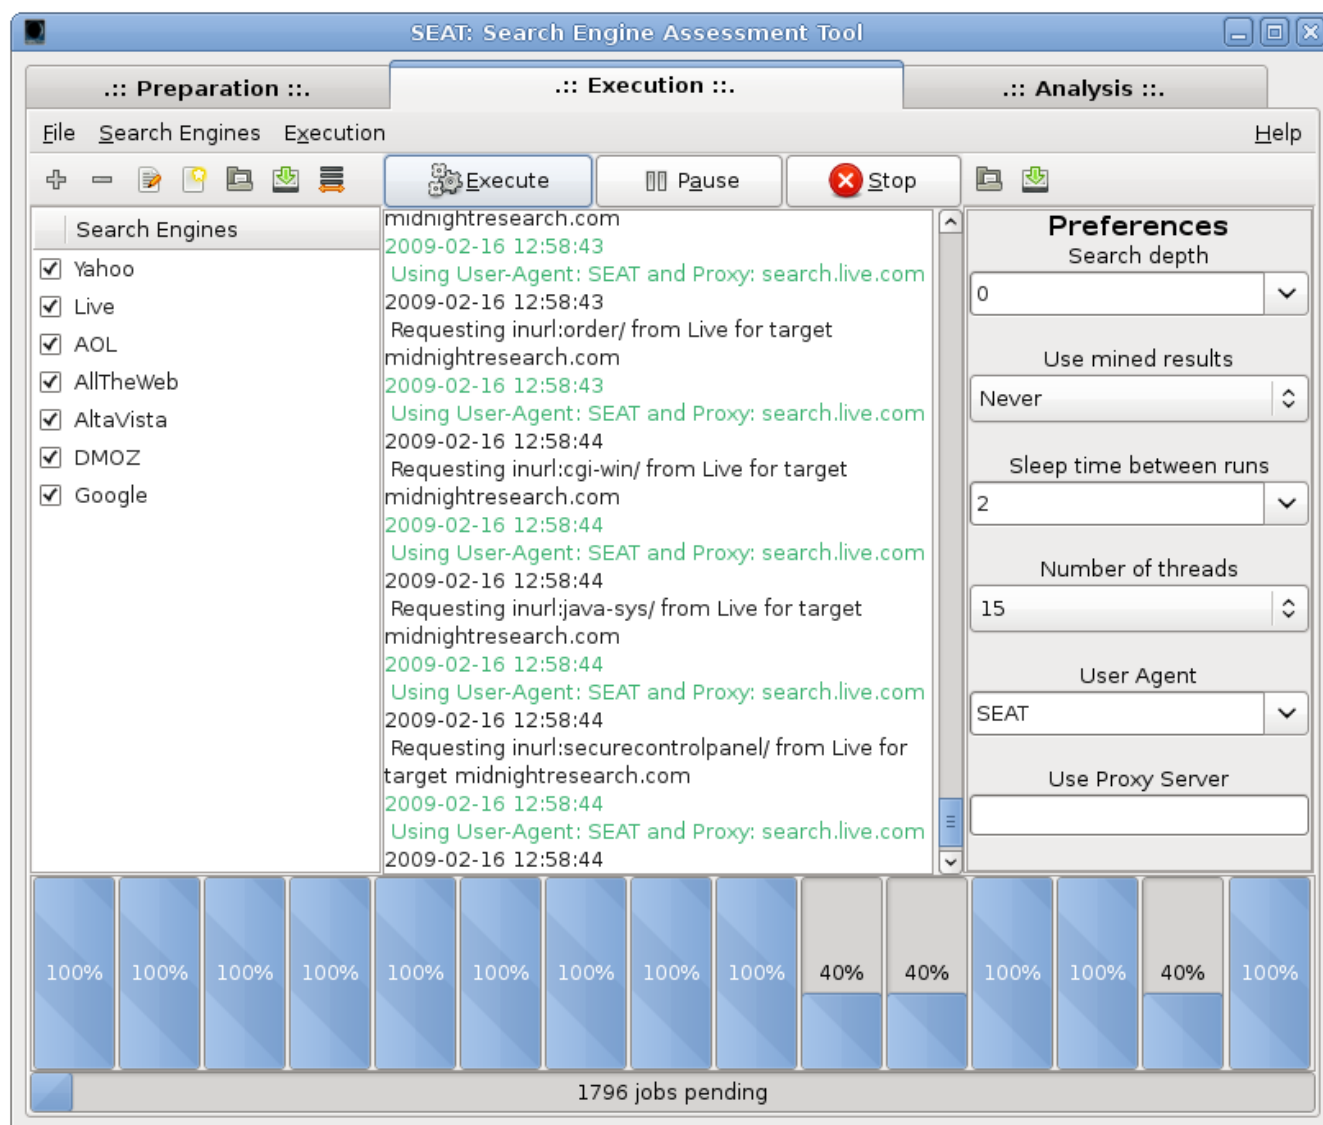 SEAT: Search Engine Assessment Tool
.:: Preparation ::.
.:: Execution ::.
.:: Analysis ::.
File Search Engines Execution
Help
Execute
Pause
Stop
Search Engines
Yahoo
Live
AOL
AllTheWeb
AltaVista
DMOZ
Google
midnightresearch.com
2009-02-16 12:58:43
Using User-Agent: SEAT and Proxy: search.live.com
2009-02-16 12:58:43
Requesting inurl:order/ from Live for target
midnightresearch.com
2009-02-16 12:58:43
Using User-Agent: SEAT and Proxy: search.live.com
2009-02-16 12:58:44
Requesting inurl:cgi-win/ from Live for target
midnightresearch.com
2009-02-16 12:58:44
Using User-Agent: SEAT and Proxy: search.live.com
2009-02-16 12:58:44
Requesting inurl:java-sys/ from Live for target
midnightresearch.com
2009-02-16 12:58:44
Using User-Agent: SEAT and Proxy: search.live.com
2009-02-16 12:58:44
Requesting inurl:securecontrolpanel/ from Live for
target midnightresearch.com
2009-02-16 12:58:44
Using User-Agent: SEAT and Proxy: search.live.com
2009-02-16 12:58:44
Preferences
Search depth
0
Use mined results
Never
Sleep time between runs
2
Number of threads
15
User Agent
SEAT
Use Proxy Server
100% 100% 100% 100% 100% 100% 100% 100% 100% 40% 40% 100% 100% 40% 100%
1796 jobs pending